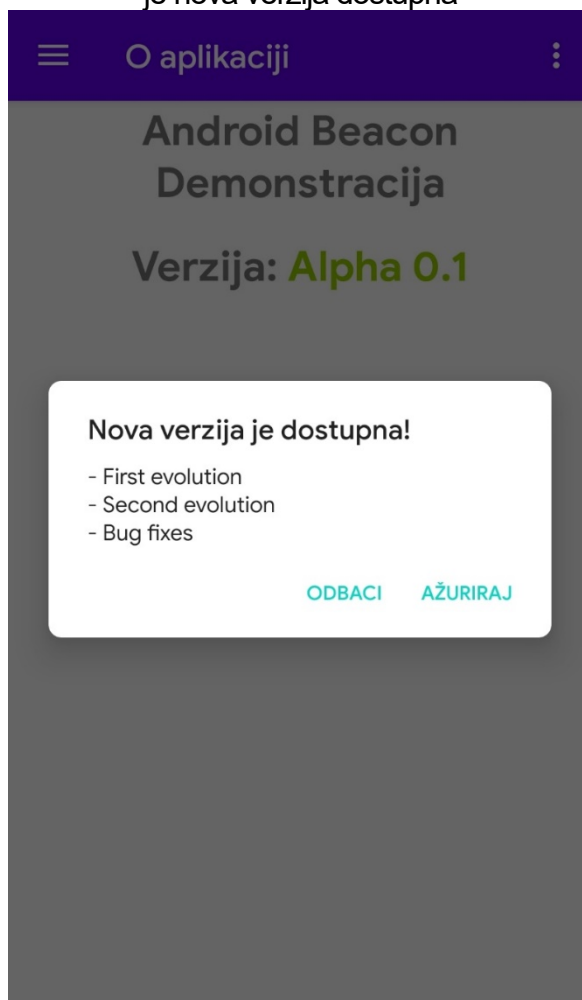 je nova verzija dostupna
O aplikaciji
Android Beacon
Demonstracija
Verzija: Alpha 0.1
Nova verzija je dostupna!
- First evolution
- Second evolution
- Bug fixes
ODBACI AŽURIRAJ